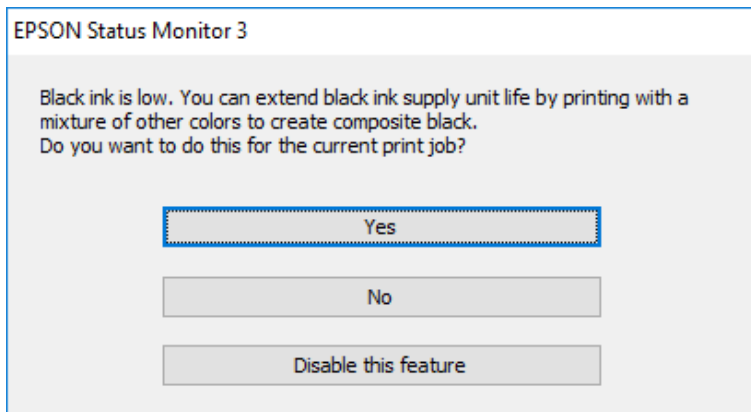 EPSON Status Monitor 3
Black ink is low. You can extend black ink supply unit life by printing with a
mixture of other colors to create composite black.
Do you want to do this for the current print job?
Yes
No
Disable this feature